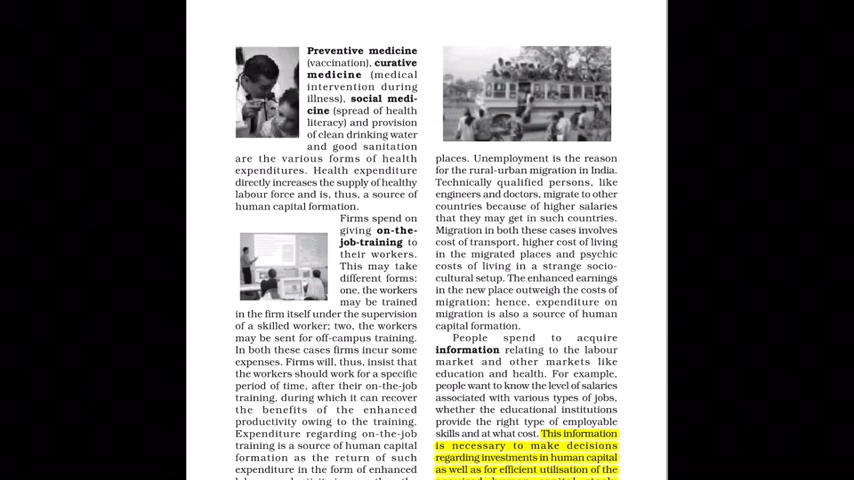 Preventive medicine
(vaccination), curative
medicine (medical
intervention during
illness), social medi-
cine (spread of health
literacy) and provision
of clean drinking water
and good sanitation
are the various forms of health
expenditures. Health expenditure
directly increases the supply of healthy
labour force and is, thus, a source of
human capital formation.
Firms spend on
giving on-the-
job-training to
their workers.
This may take
different forms:
one, the workers
may be trained
in the firm itself under the supervision
of a skilled worker; two, the workers
may be sent for off-campus training.
In both these cases firms incur some
expenses. Firms will, thus, insist that
the workers should work for a specific
period of time, after their on-the-job
training, during which it can recover
the benefits of the enhanced
productivity owing to the training.
Expenditure regarding on-the-job
training is a source of human capital
formation as the return of such
expenditure in the form of enhanced
places. Unemployment is the reason
for the rural-urban migration in India.
Technically qualified persons, like
engineers and doctors, migrate to other
countries because of higher salaries
that they may get in such countries.
Migration in both these cases involves
cost of transport, higher cost of living
in the migrated places and psychic
costs of living in a strange socio-
cultural setup. The enhanced earnings
in the new place outweigh the costs of
migration; hence, expenditure on
migration is also a source of human
capital formation.
People spend to acquire
information relating to the labour
market and other markets like
education and health. For example,
people want to know the level of salaries
associated with various types of jobs,
whether the educational institutions
provide the right type of employable
skills and at what cost. This information
is necessary to make decisions
regarding investments in human capital
as well as for efficient utilisation of the